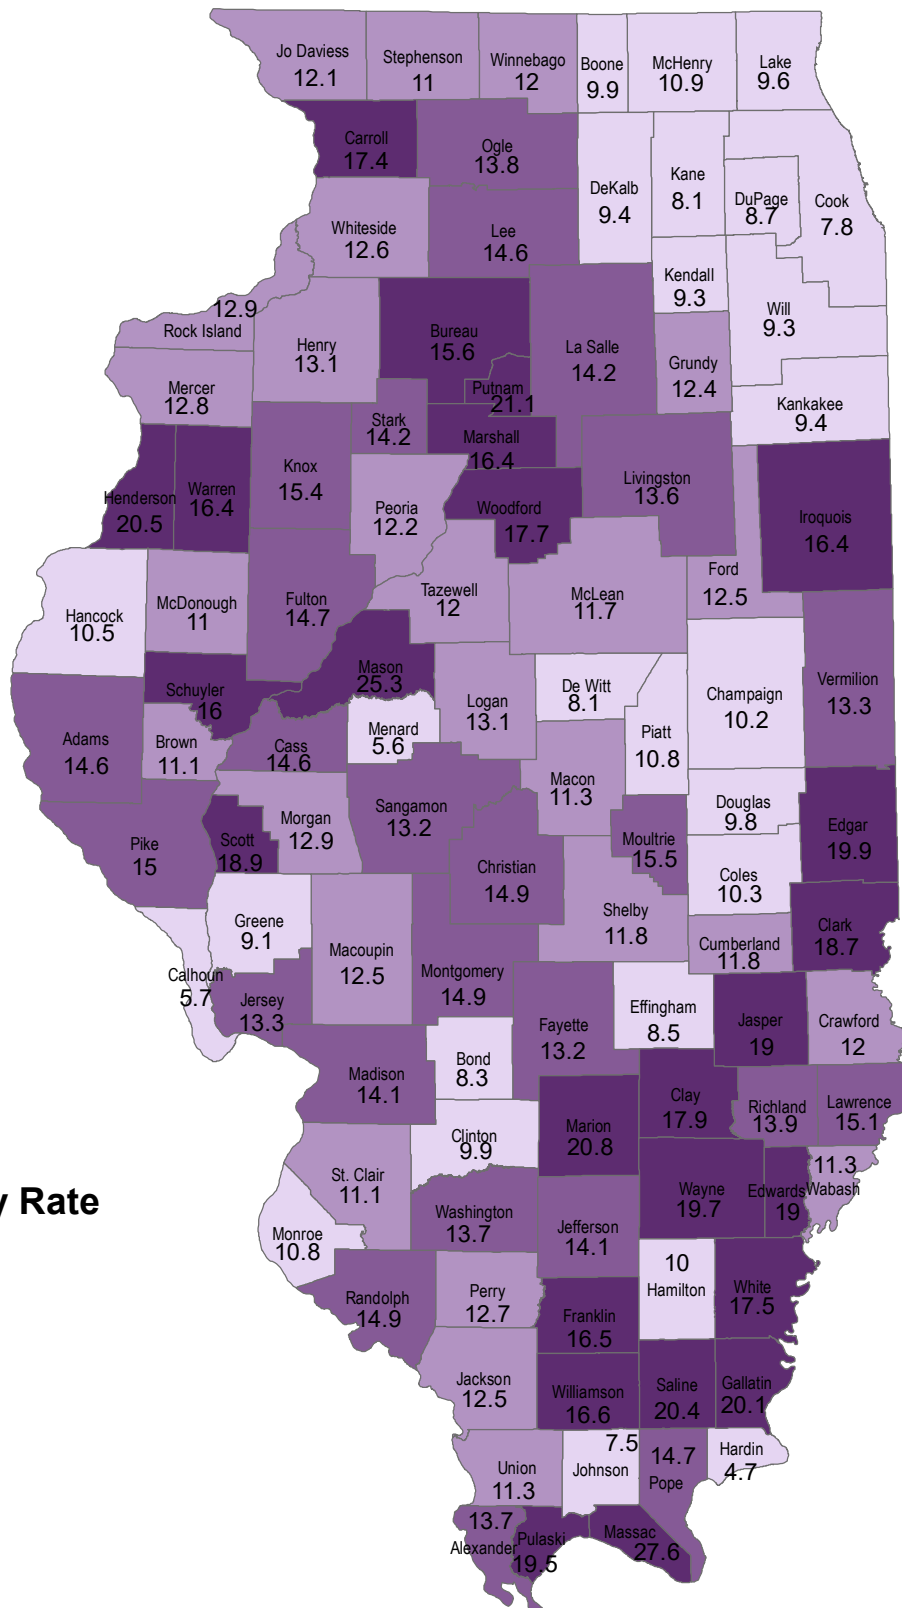 Jo Daviess
12.1
Stephenson
11
Winnebago
12
Boone
9.9
McHenry
10.9
Lake
9.6
Carroll
17.4
Ogle
13.8
DeKalb
9.4
Kane
8.1
DuPage
8.7
Cook
7.8
Whiteside
12.6
Lee
14.6
Kendall
9.3
Will
9.3
12.9
Rock Island
Henry
13.1
Bureau
15.6
La Salle
14.2
Grundy
12.4
Mercer
12.8
Putnam
21.1
Kankakee
9.4
Stark
14.2
Marshall
16.4
Henderson
20.5
Warren
16.4
Knox
15.4
Peoria
12.2
Woodford
17.7
Livingston
13.6
Iroquois
16.4
Ford
12.5
Hancock
10.5
McDonough
11
Fulton
14.7
Tazewell
12
McLean
11.7
Schuyler
16
Mason
25.3
Logan
13.1
De Witt
8.1
Champaign
10.2
Vermilion
13.3
Adams
14.6
Brown
11.1
Cass
14.6
Menard
5.6
Piatt
10.8
Macon
11.3
Pike
15
Scott
18.9
Morgan
12.9
Sangamon
13.2
Christian
14.9
Moultrie
15.5
Douglas
9.8
Edgar
19.9
Coles
10.3
Shelby
11.8
Greene
9.1
Macoupin
12.5
Cumberland
11.8
Clark
18.7
Calhoun
5.7
Jersey
13.3
Montgomery
14.9
Fayette
13.2
Effingham
8.5
Jasper
19
Crawford
12
Bond
8.3
Madison
14.1
Marion
20.8
Clay
17.9
Richland
13.9
Lawrence
15.1
Clinton
9.9
St. Clair
11.1
Wayne
19.7
Edwards
19
11.3
Wabash
y Rate
Monroe
10.8
Washington
13.7
Jefferson
14.1
10
Hamilton
White
17.5
Randolph
14.9
Perry
12.7
Franklin
16.5
Jackson
12.5
Williamson
16.6
Saline
20.4
Gallatin
20.1
Union
11.3
7.5
Johnson
14.7
Pope
Hardin
4.7
13.7
Alexander
Pulaski
19.5
Massac
27.6